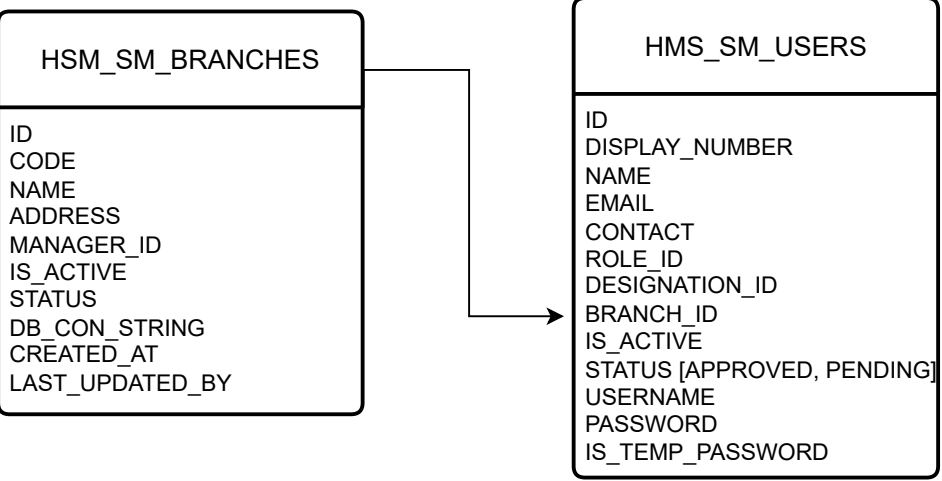 HSM_SM_BRANCHES
ID
CODE
NAME
ADDRESS
MANAGER_ID
IS_ACTIVE
STATUS
DB_CON_STRING
CREATED_AT
LAST_UPDATED_BY
HMS_SM_USERS
ID
DISPLAY_NUMBER
NAME
EMAIL
CONTACT
ROLE_ID
DESIGNATION_ID
BRANCH_ID
IS_ACTIVE
STATUS [APPROVED, PENDING]
USERNAME
PASSWORD
IS_TEMP_PASSWORD